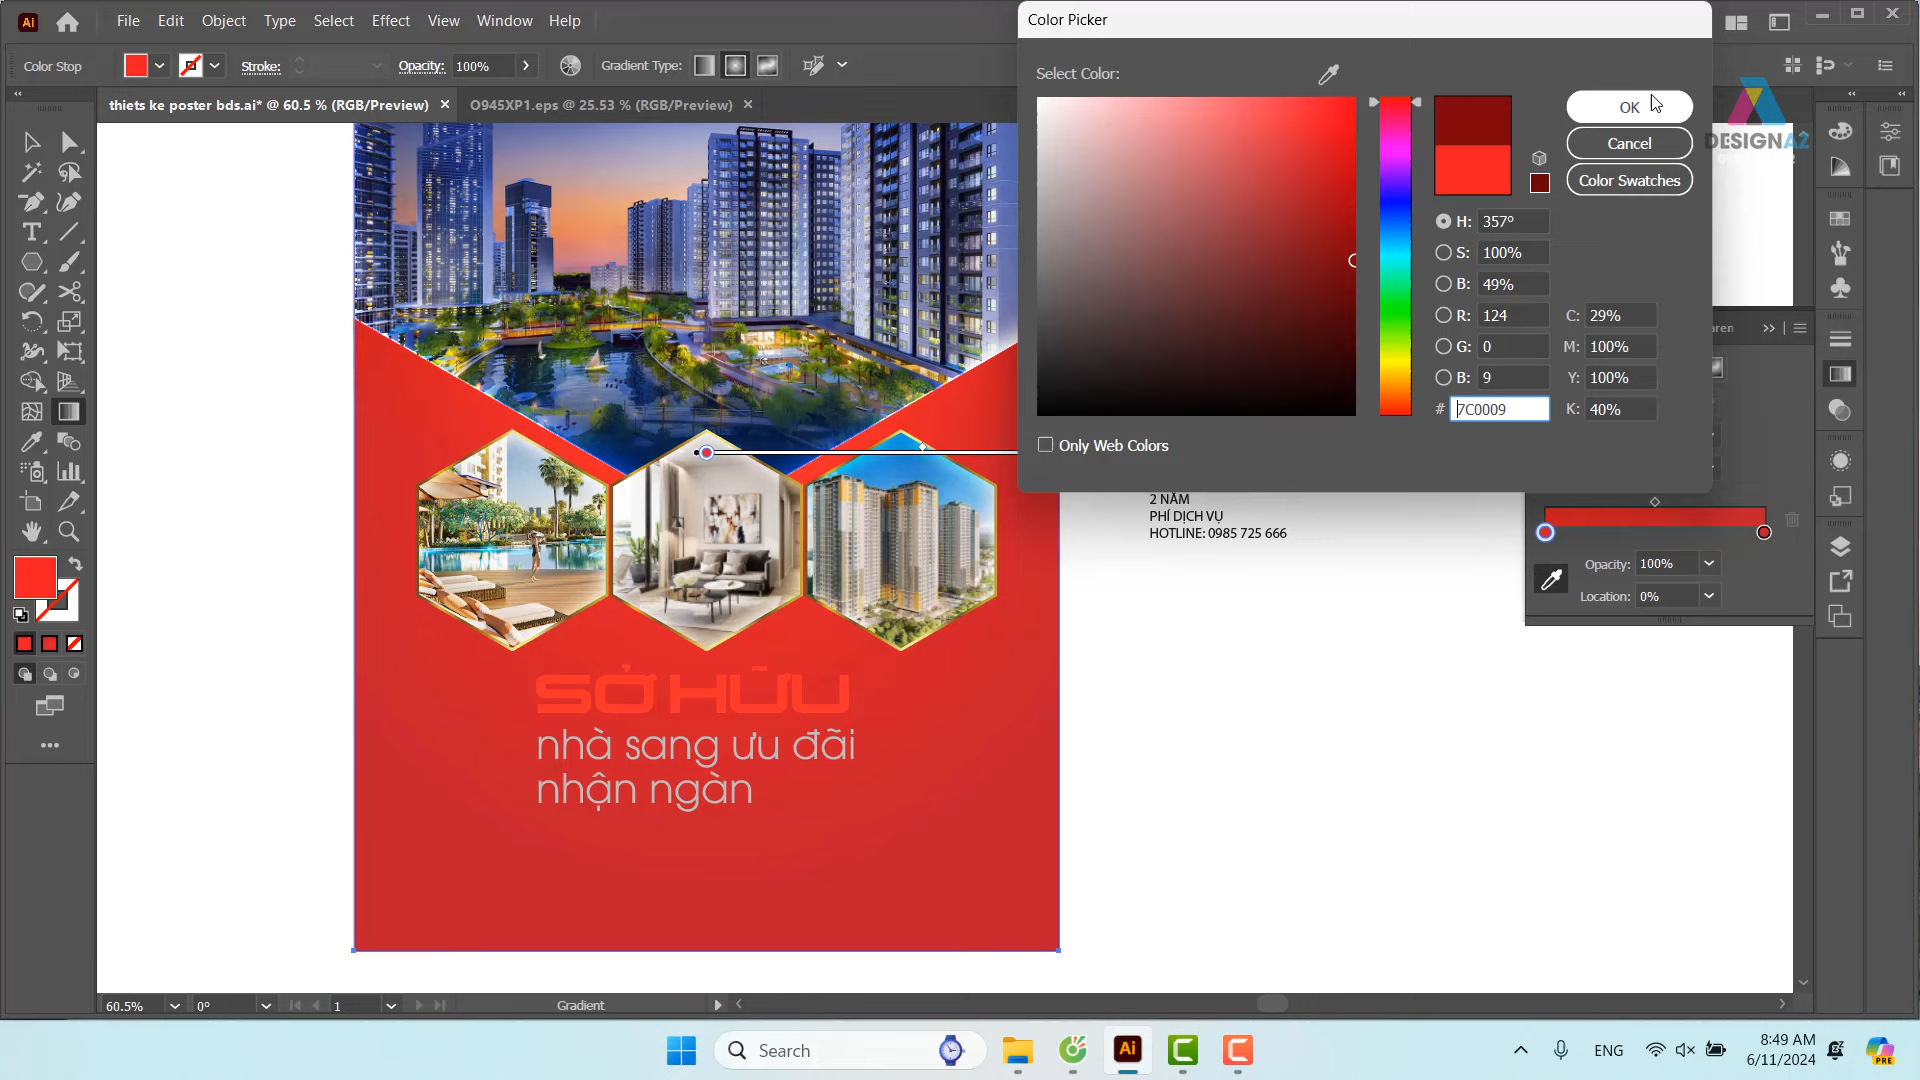 Ai
File Edit Object Type Select Effect View Window Help
Color Picker
Color Stop
Stroke:
Opacity: 100%
Gradient Type:
Select Color:
OK
Cancel
Color Swatches
DESIGNA2
thiets ke poster bds.ai* @ 60.5 % (RGB/Preview) ×
O945XP1.eps @ 25.53 % (RGB/Preview) ×
H: 357°
S: 100%
B: 49%
R: 124
C: 29%
G: 0
M: 100%
B: 9
Y: 100%
# 7C0009
K: 40%
Only Web Colors
2 NĂM
PHÍ DỊCH VỤ
HOTLINE: 0985 725 666
Opacity: 100%
Location: 0%
SỞ HỮU
nhà sang ưu đãi
nhận ngàn
60.5%
0°
1
Gradient
Search
Ai
ENG
8:49 AM
6/11/2024
PRE